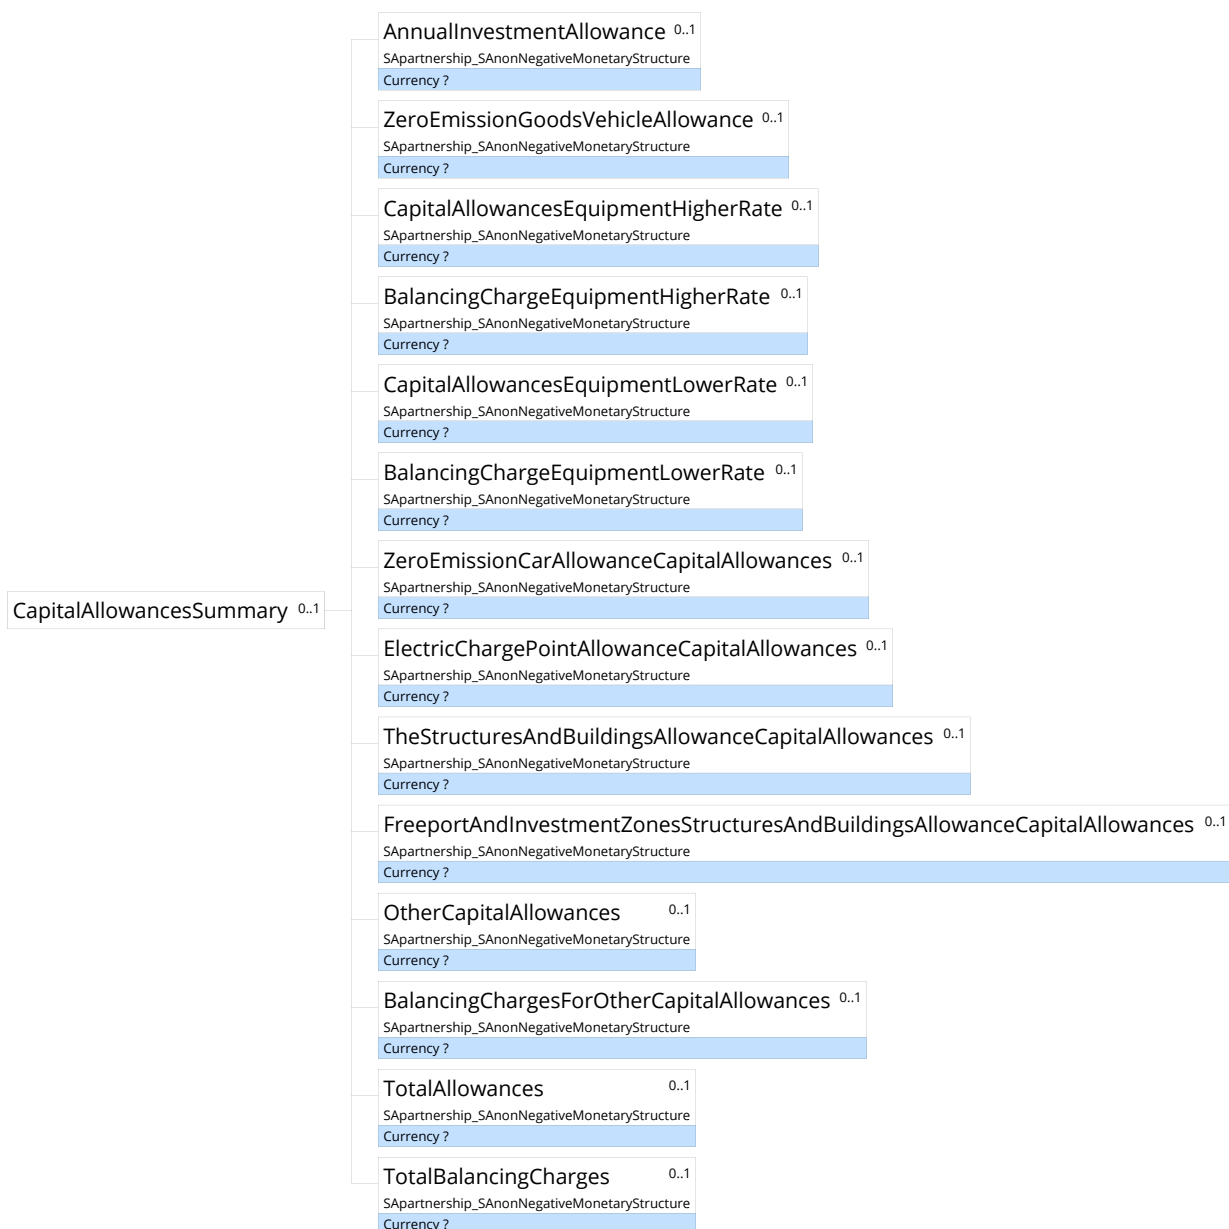 AnnualInvestmentAllowance 0..1
SApartnership_SAnonNegativeMonetaryStructure
Currency ?
ZeroEmissionGoodsVehicleAllowance 0..1
SApartnership_SAnonNegativeMonetaryStructure
Currency ?
CapitalAllowancesEquipmentHigherRate 0..1
SApartnership_SAnonNegativeMonetaryStructure
Currency ?
BalancingChargeEquipmentHigherRate 0..1
SApartnership_SAnonNegativeMonetaryStructure
Currency ?
CapitalAllowancesEquipmentLowerRate 0..1
SApartnership_SAnonNegativeMonetaryStructure
Currency ?
BalancingChargeEquipmentLowerRate 0..1
SApartnership_SAnonNegativeMonetaryStructure
Currency ?
ZeroEmissionCarAllowanceCapitalAllowances 0..1
SApartnership_SAnonNegativeMonetaryStructure
Currency ?
CapitalAllowancesSummary 0..1
ElectricChargePointAllowanceCapitalAllowances 0..1
SApartnership_SAnonNegativeMonetaryStructure
Currency ?
TheStructuresAndBuildingsAllowanceCapitalAllowances 0..1
SApartnership_SAnonNegativeMonetaryStructure
Currency ?
FreeportAndInvestmentZonesStructuresAndBuildingsAllowanceCapitalAllowances 0..1
SApartnership_SAnonNegativeMonetaryStructure
Currency ?
OtherCapitalAllowances 0..1
SApartnership_SAnonNegativeMonetaryStructure
Currency ?
BalancingChargesForOtherCapitalAllowances 0..1
SApartnership_SAnonNegativeMonetaryStructure
Currency ?
TotalAllowances 0..1
SApartnership_SAnonNegativeMonetaryStructure
Currency ?
TotalBalancingCharges 0..1
SApartnership_SAnonNegativeMonetaryStructure
Currency ?